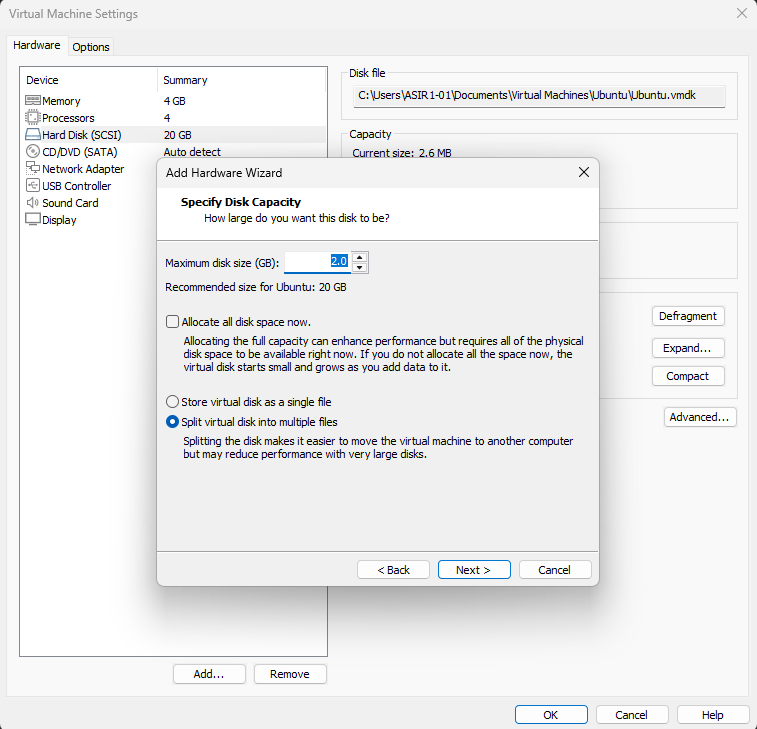 Virtual Machine Settings
Hardware Options
Device Summary
Memory 4 GB
Processors 4
Hard Disk (SCSI) 20 GB
CD/DVD (SATA) Auto detect
Network Adapter
USB Controller
Sound Card
Display
Disk file
C:\Users\ASIR1-01\Documents\Virtual Machines\Ubuntu\Ubuntu.vmdk
Capacity
Current size: 2.6 MB
Add Hardware Wizard
Specify Disk Capacity
How large do you want this disk to be?
Maximum disk size (GB): 2.0
Recommended size for Ubuntu: 20 GB
Allocate all disk space now.
Allocating the full capacity can enhance performance but requires all of the physical
disk space to be available right now. If you do not allocate all the space now, the
virtual disk starts small and grows as you add data to it.
Store virtual disk as a single file
Split virtual disk into multiple files
Splitting the disk makes it easier to move the virtual machine to another computer
but may reduce performance with very large disks.
< Back Next > Cancel
Defragment
Expand...
Compact
Advanced...
Add... Remove
OK Cancel Help